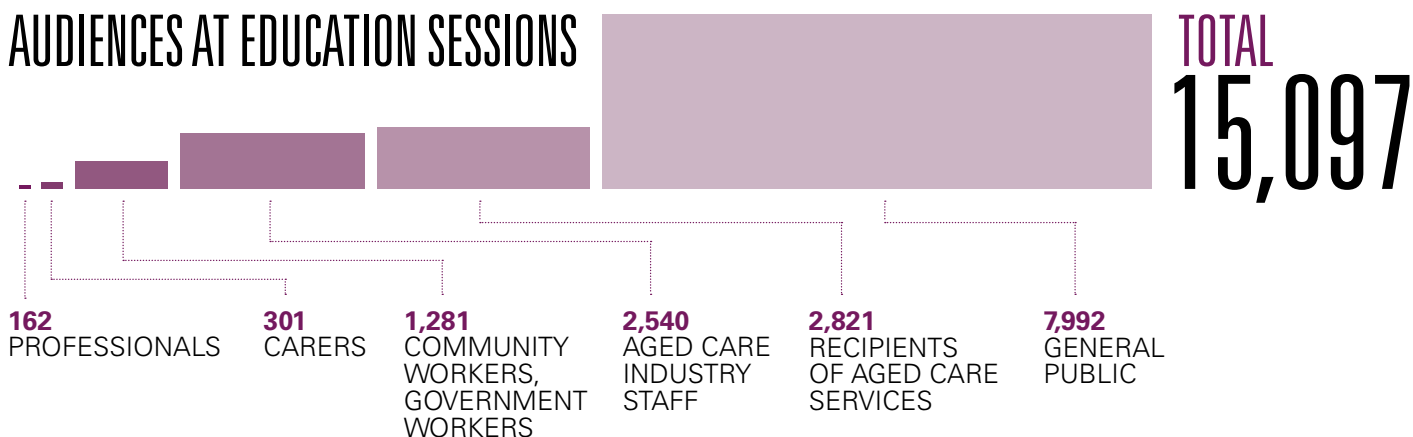 AUDIENCES AT EDUCATION SESSIONS
TOTAL
15,097
162
PROFESSIONALS
301
CARERS
1,281
COMMUNITY
WORKERS,
GOVERNMENT
WORKERS
2,540
AGED CARE
INDUSTRY
STAFF
2,821
RECIPIENTS
OF AGED CARE
SERVICES
7,992
GENERAL
PUBLIC